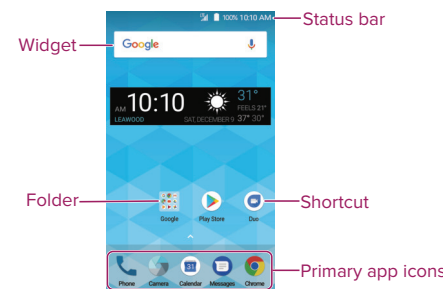 100% 10:10 AM
Status bar
Widget
Google
AM 10:10
31°
FEELS 21°
LEAWOOD
SAT, DECEMBER 9 37° 30°
Folder
Shortcut
Google Play Store Duo
31
Phone Camera Calendar Messages Chrome
Primary app icons